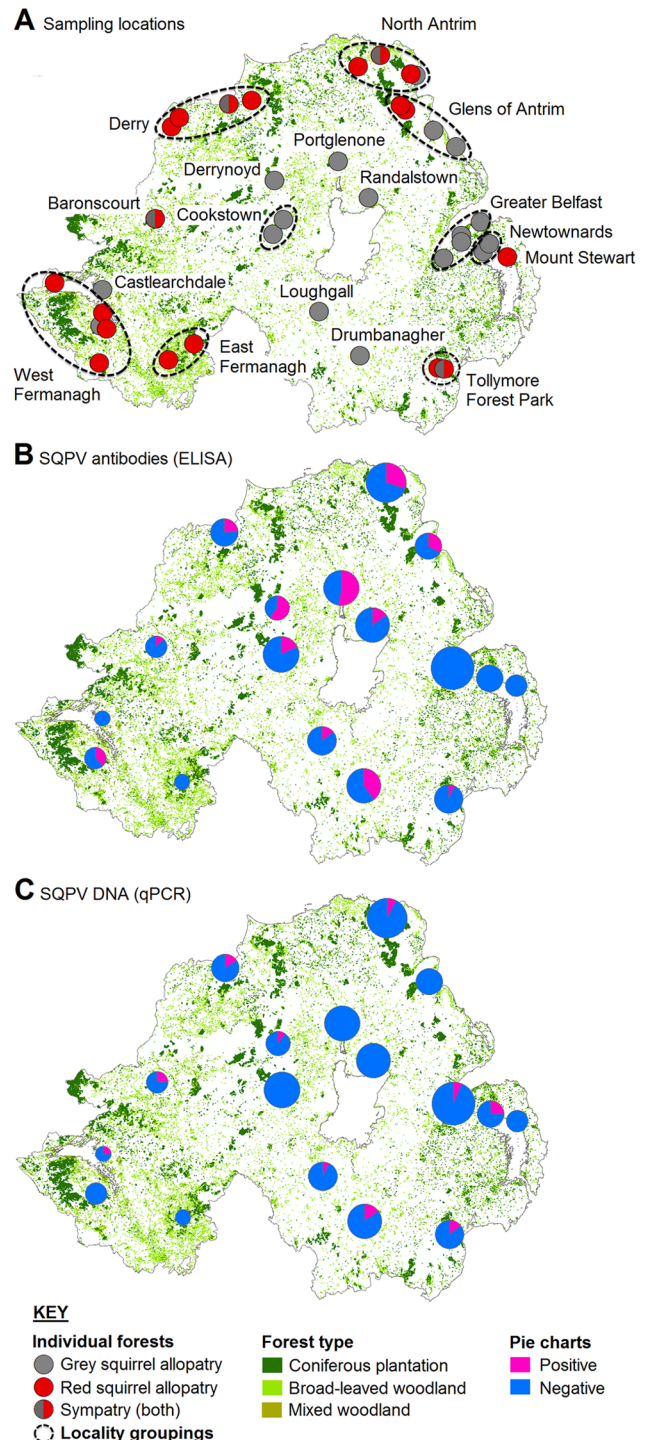 A Sampling locations
North Antrim
Derry
Glens of Antrim
Portglenone
Derrynoyd
Randalstown
Baronscourt
Cookstown
Greater Belfast
Newtownards
Mount Stewart
Castlearchdale
Loughgall
Drumbanagher
West
Fermanagh
East
Fermanagh
Tollymore
Forest Park
B SQPV antibodies (ELISA)
C SQPV DNA (qPCR)
KEY
Individual forests
Grey squirrel allopatry
Red squirrel allopatry
Sympatry (both)
Locality groupings
Forest type
Coniferous plantation
Broad-leaved woodland
Mixed woodland
Pie charts
Positive
Negative